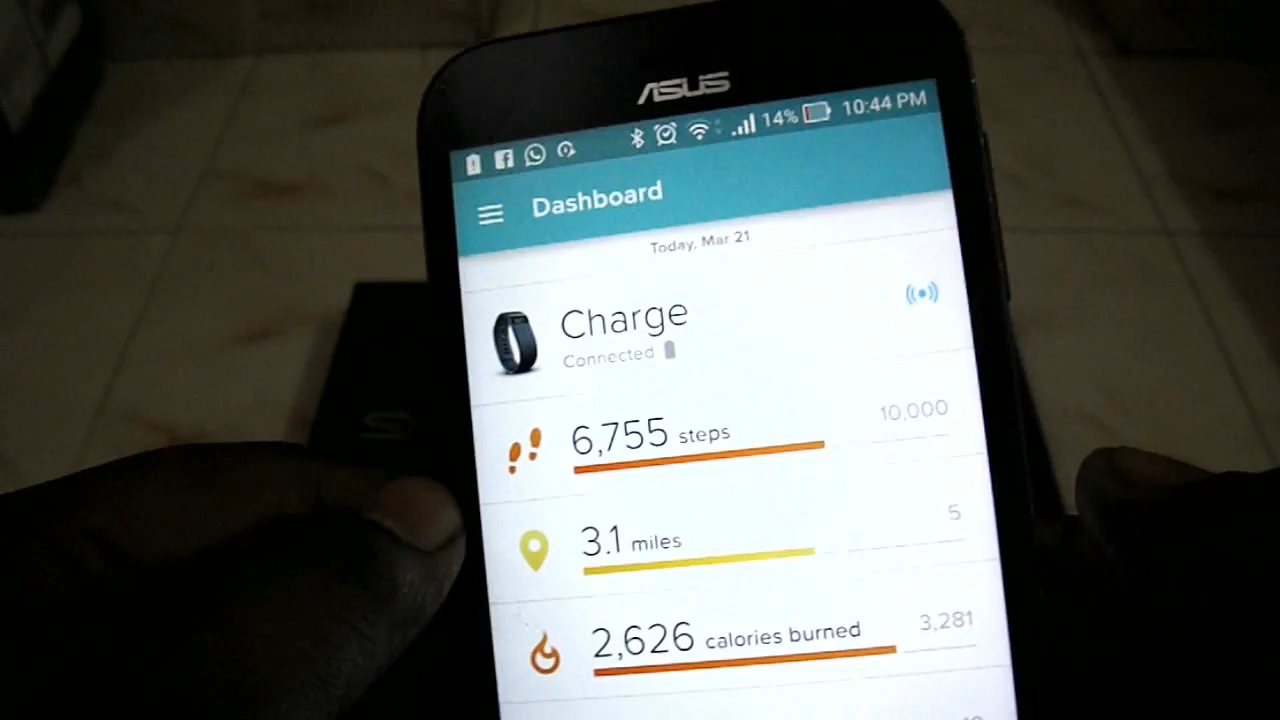 ASUS
14% 10:44 PM
Dashboard
Today, Mar 21
Charge
Connected
6,755 steps 10,000
3.1 miles 5
2,626 calories burned 3,281